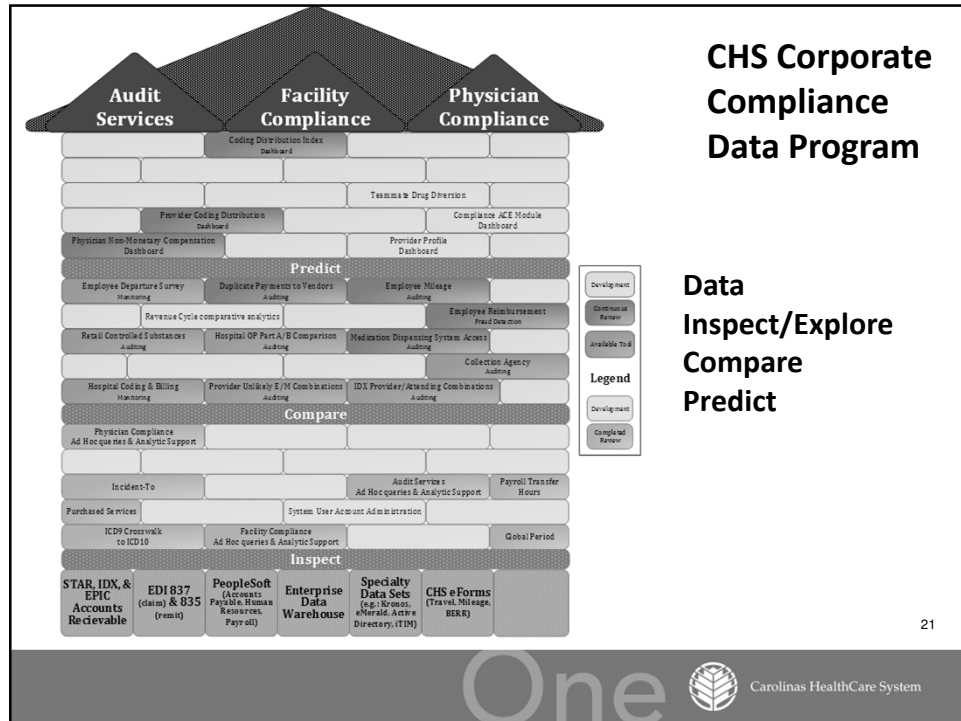 CHS Corporate
Compliance
Data Program
Audit
Services
Facility
Compliance
Physician
Compliance
Coding Distribution Index
Dashboard
Teammate Drug Diversion
Provider Coding Distribution
Dashboard
Compliance ACE Module
Dashboard
Physician Non-Monetary Compensation
Dashboard
Provider Profile
Dashboard
Predict
Employee Departure Survey
Monitoring
Duplicate Payments to Vendors
Auditing
Employee Mileage
Auditing
Revenue Cycle comparative analytics
Employee Reimbursement
Fraud Detection
Retail Controlled Substances
Auditing
Hospital OP Part A/B Comparison
Auditing
Medication Dispensing System Access
Auditing
Collection Agency
Auditing
Hospital Coding & Billing
Monitoring
Provider Unlikely E/M Combinations
Auditing
IDX Provider/Attending Combinations
Auditing
Compare
Physician Compliance
Ad Hoc queries & Analytic Support
Incident-To
Audit Services
Ad Hoc queries & Analytic Support
Payroll Transfer
Hours
Purchased Services
System User Account Administration
ICD9 Crosswalk
to ICD10
Facility Compliance
Ad Hoc queries & Analytic Support
Global Period
Inspect
STAR, IDX, &
EPIC
Accounts
Recievable
EDI 837
(claim) & 835
(remit)
PeopleSoft
(Accounts
Payable, Human
Resources,
Payroll)
Enterprise
Data
Warehouse
Specialty
Data Sets
(e.g.: Kronos,
eMerald, Active
Directory, iTIM)
CHS eForms
(Travel, Mileage,
BERR)
Development
Continuous
Review
Available Tool
Legend
Development
Completed
Review
Data
Inspect/Explore
Compare
Predict
21
One
Carolinas HealthCare System